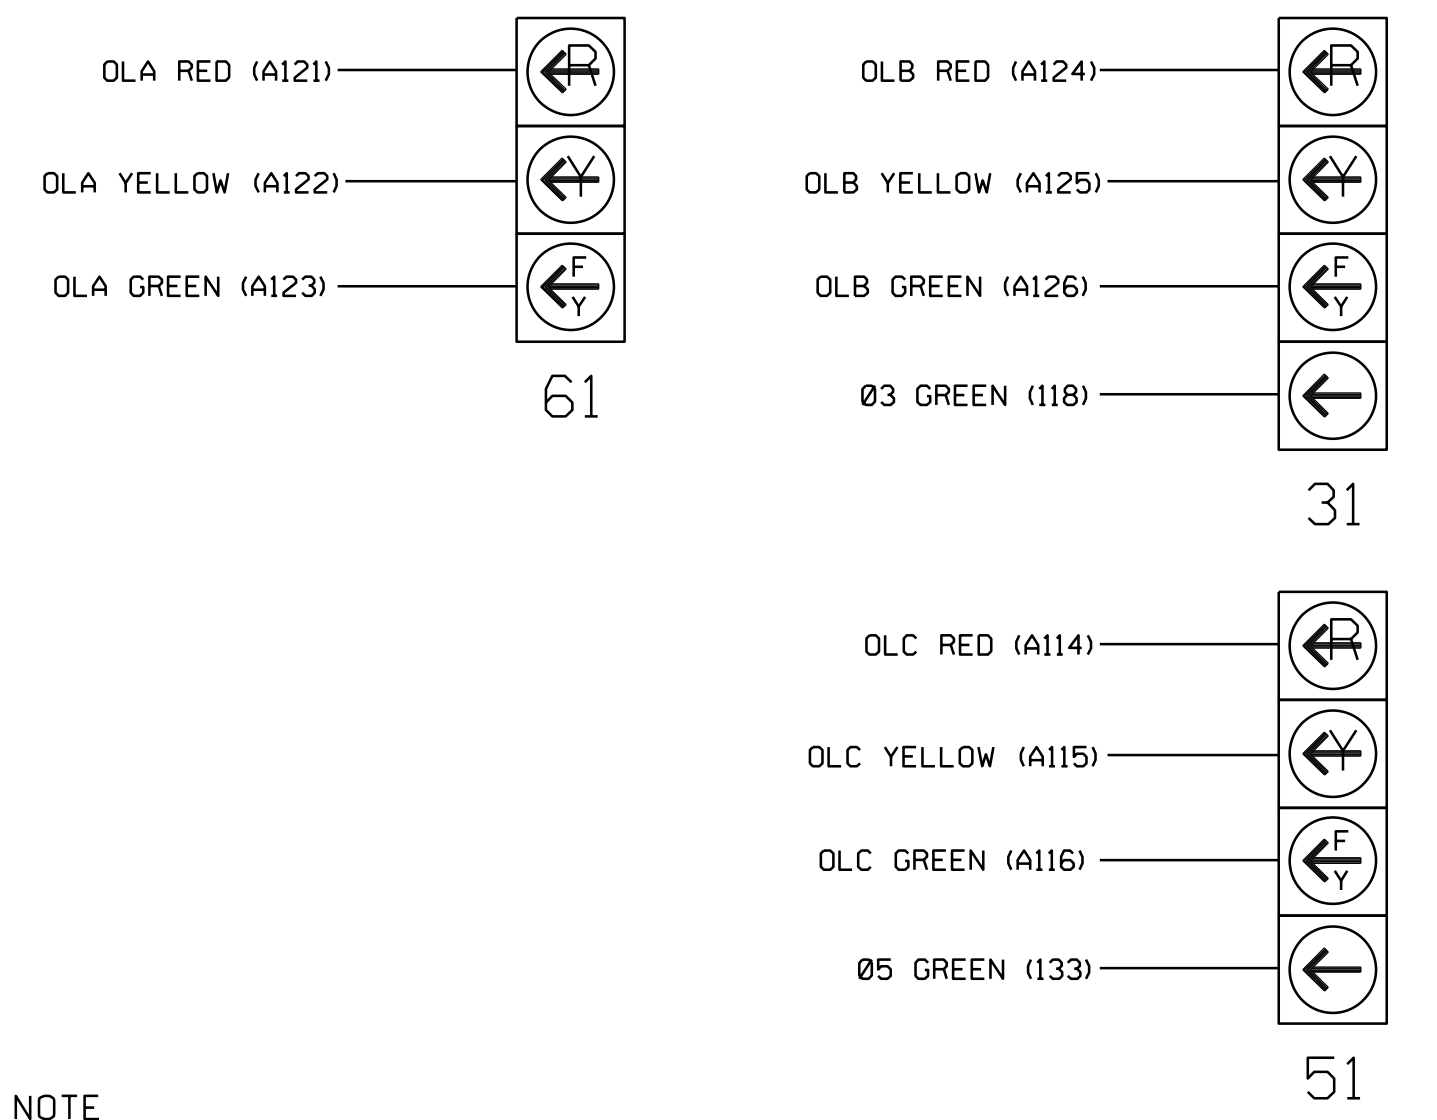 OLA RED (A121)
R
OLA YELLOW (A122)
Y
OLA GREEN (A123)
F
Y
61
OLB RED (A124)
R
OLB YELLOW (A125)
Y
OLB GREEN (A126)
F
Y
Ø3 GREEN (118)
31
OLC RED (A114)
R
OLC YELLOW (A115)
Y
OLC GREEN (A116)
F
Y
Ø5 GREEN (133)
51
NOTE